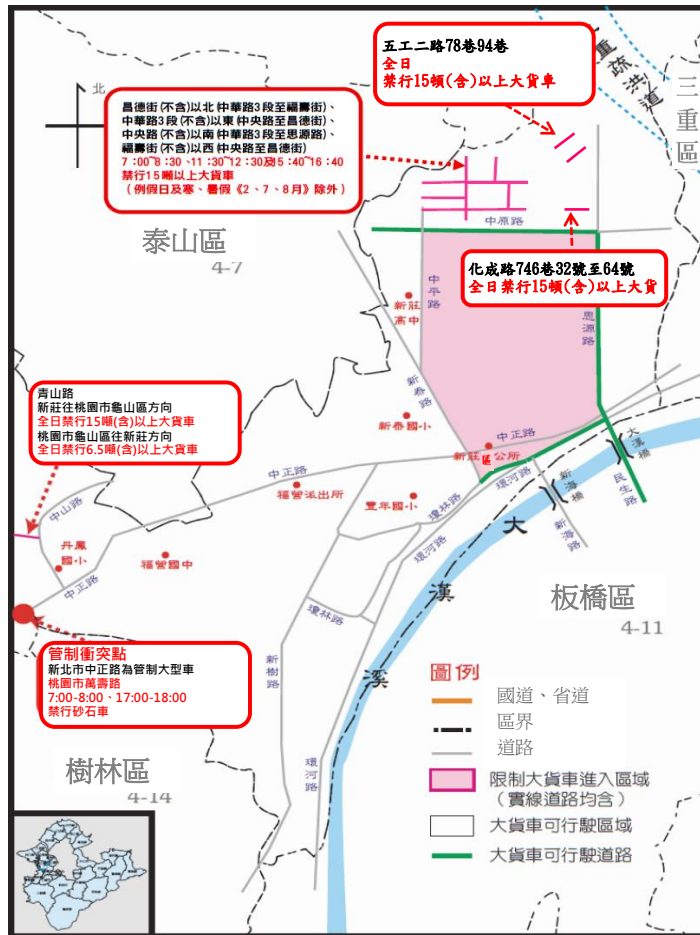 五工二路78巷94巷
全日
禁行15頓(含)以上大貨車
重疏洪道
三重區
北
昌德街(不含)以北(中華路3段至福壽街)、
中華路3段(不含)以東(中央路至昌德街)、
中央路(不含)以南(中華路3段至思源路)、
福壽街(不含)以西(中央路至昌德街)
7:00~8:30、11:30~12:30及15:40~16:40
禁行15噸以上大貨車
(例假日及寒、暑假《2、7、8月》除外)
中原路
泰山區
4-7
化成路746巷32號至64號
全日禁行15頓(含)以上大貨
中平路
新莊高中
思源路
新泰路
青山路
新莊往桃園市龜山區方向
全日禁行15噸(含)以上大貨車
桃園市龜山區往新莊方向
全日禁行6.5噸(含)以上大貨車
新泰國小
中正路
新莊區公所
大漢橋
新海橋
民生路
中正路
福營派出所
豐年國小
瓊林路
環河路
環河路
新海路
中山路
丹鳳國小
中正路
福營國中
大漢溪
板橋區
4-11
瓊林路
新樹路
環河路
管制衝突點
新北市中正路為管制大型車
桃園市萬壽路
7:00-8:00、17:00-18:00
禁行砂石車
樹林區
4-14
圖例
國道、省道
區界
道路
限制大貨車進入區域
(實線道路均含)
大貨車可行駛區域
大貨車可行駛道路